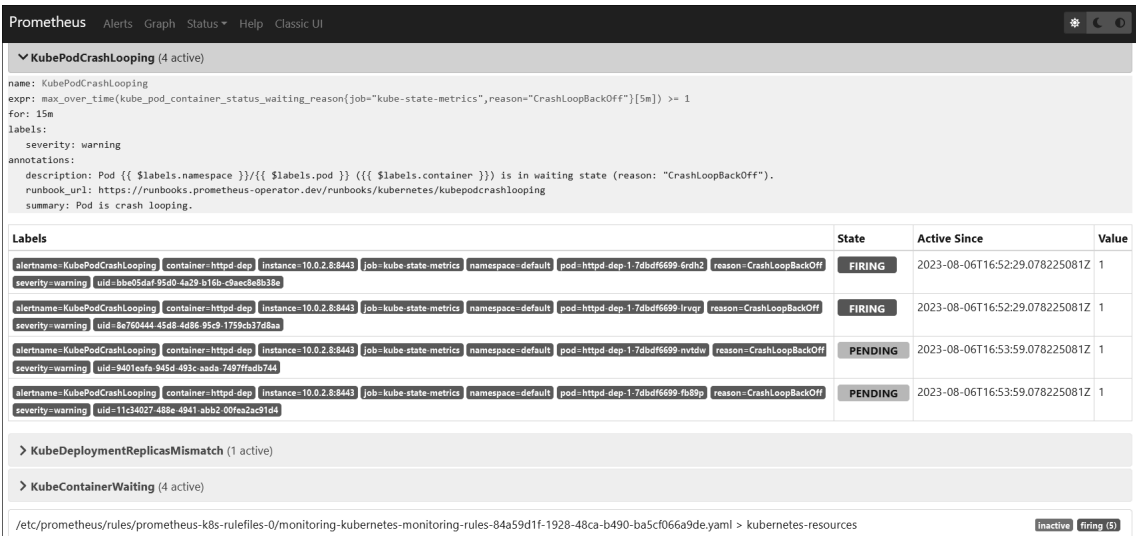 Prometheus Alerts Graph Status Help Classic UI
KubePodCrashLooping (4 active)
name: KubePodCrashLooping
expr: max_over_time(kube_pod_container_status_waiting_reason{job="kube-state-metrics",reason="CrashLoopBackOff"}[5m]) >= 1
for: 15m
labels:
severity: warning
annotations:
description: Pod {{ $labels.namespace }}/{{ $labels.pod }} ({{ $labels.container }}) is in waiting state (reason: "CrashLoopBackOff").
runbook_url: https://runbooks.prometheus-operator.dev/runbooks/kubernetes/kubepodcrashlooping
summary: Pod is crash looping.
Labels State Active Since Value
alertname=KubePodCrashLooping container=httpd-dep instance=10.0.2.8:8443 job=kube-state-metrics namespace=default pod=httpd-dep-1-7dbdf6699-6rdh2 reason=CrashLoopBackOff FIRING 2023-08-06T16:52:29.078225081Z 1
severity=warning uid=bbe05daf-95d0-4a29-b16b-c9aec8e8b38e
alertname=KubePodCrashLooping container=httpd-dep instance=10.0.2.8:8443 job=kube-state-metrics namespace=default pod=httpd-dep-1-7dbdf6699-lrvqr reason=CrashLoopBackOff FIRING 2023-08-06T16:52:29.078225081Z 1
severity=warning uid=8e760444-45d8-4d86-95c9-1759cb37d8aa
alertname=KubePodCrashLooping container=httpd-dep instance=10.0.2.8:8443 job=kube-state-metrics namespace=default pod=httpd-dep-1-7dbdf6699-nvtdw reason=CrashLoopBackOff PENDING 2023-08-06T16:53:59.078225081Z 1
severity=warning uid=9401eafa-945d-493c-aada-7497ffadb744
alertname=KubePodCrashLooping container=httpd-dep instance=10.0.2.8:8443 job=kube-state-metrics namespace=default pod=httpd-dep-1-7dbdf6699-fb89p reason=CrashLoopBackOff PENDING 2023-08-06T16:53:59.078225081Z 1
severity=warning uid=11c34027-488e-4941-abb2-00fea2ac91d4
KubeDeploymentReplicasMismatch (1 active)
KubeContainerWaiting (4 active)
/etc/prometheus/rules/prometheus-k8s-rulefiles-0/monitoring-kubernetes-monitoring-rules-84a59d1f-1928-48ca-b490-ba5cf066a9de.yaml > kubernetes-resources inactive firing (5)